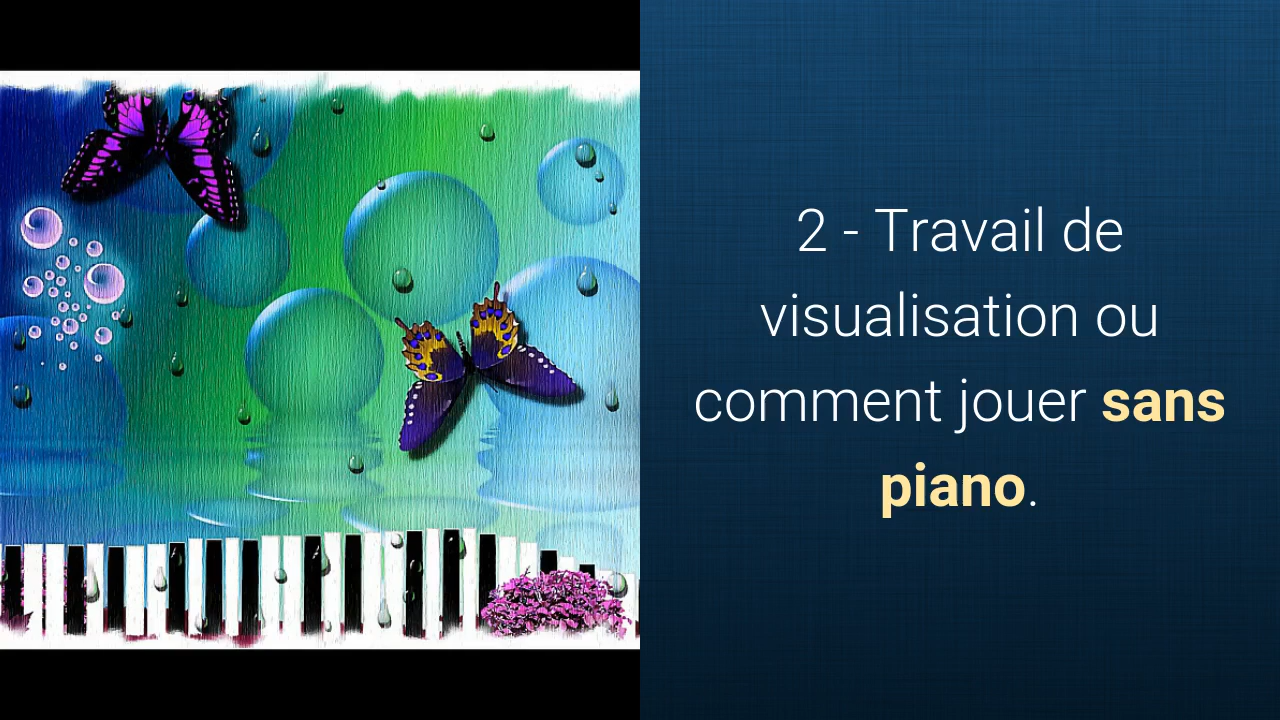 2 - Travail de
visualisation ou
comment jouer sans
piano.